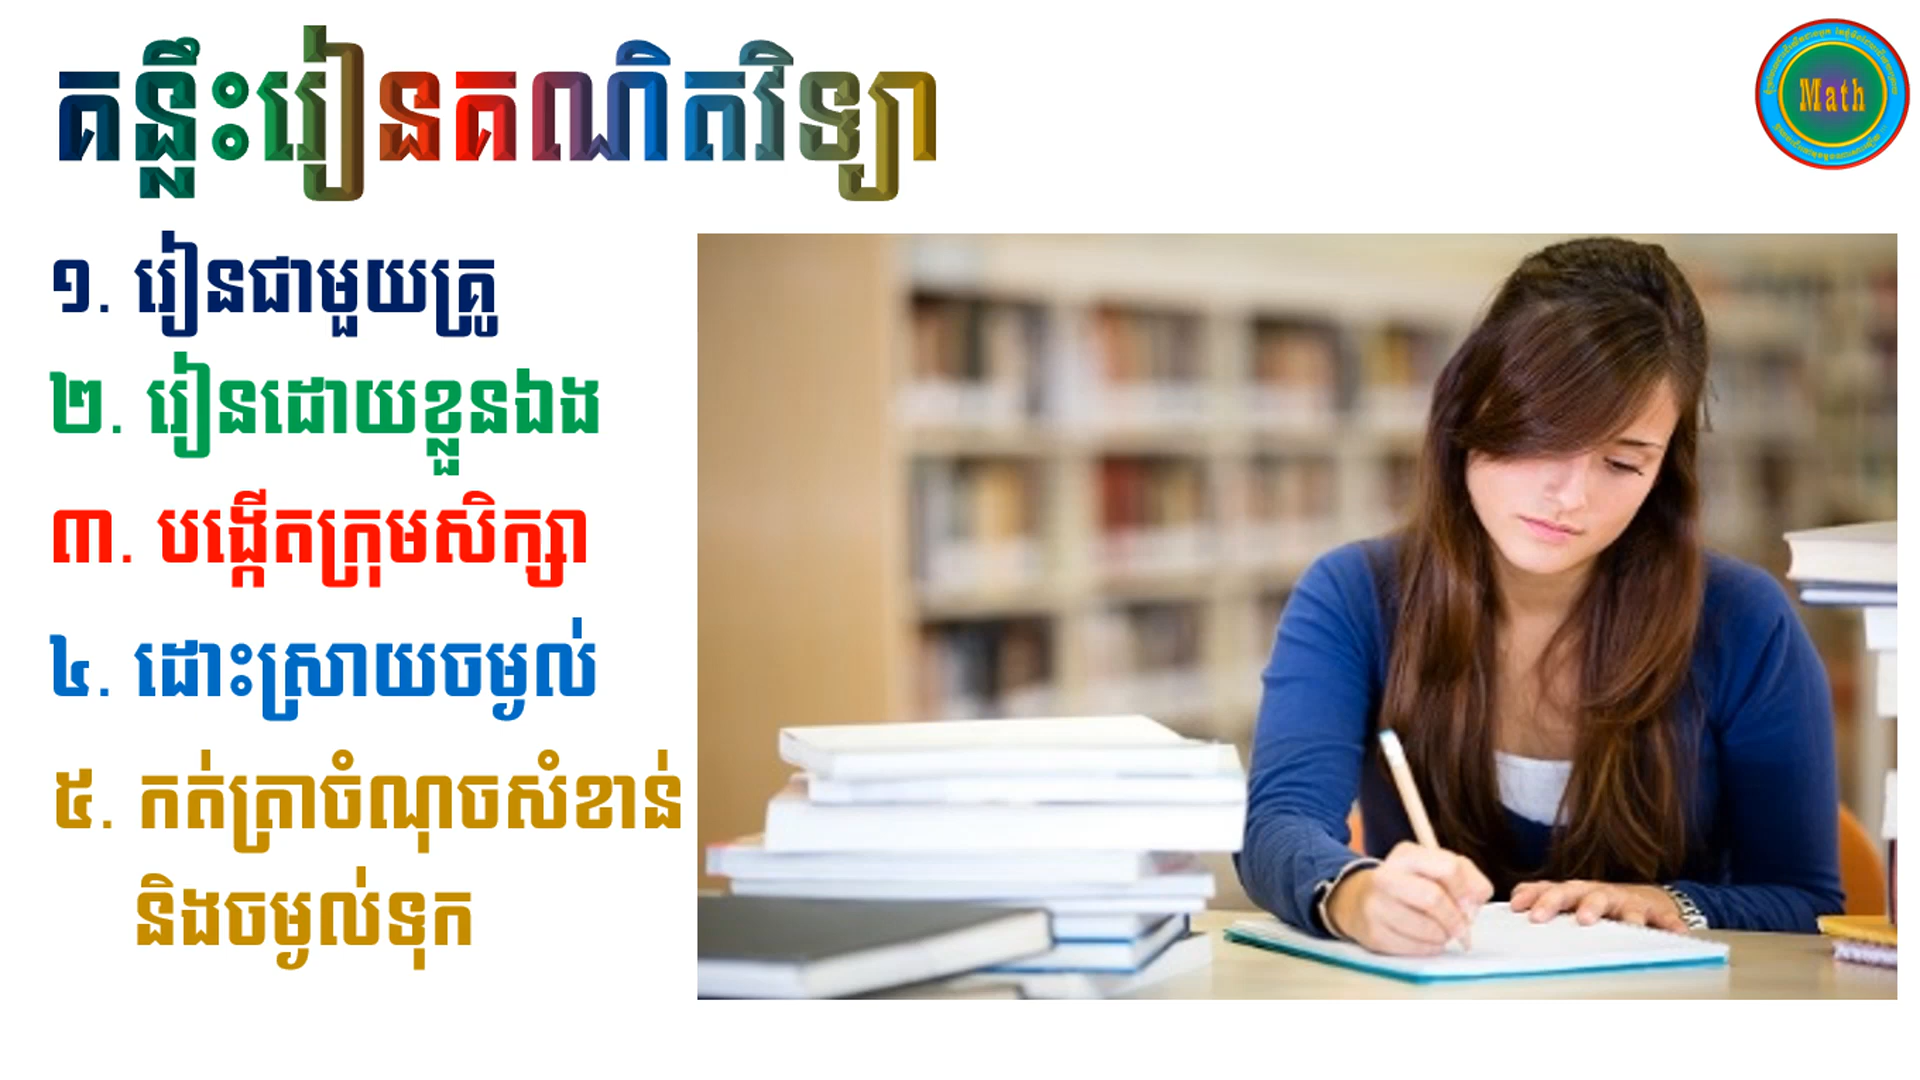 គន្លឹះរៀនគណិតវិទ្យា
Math
១. រៀនជាមួយគ្រូ
២. រៀនដោយខ្លួនឯង
៣. បង្កើតក្រុមសិក្សា
៤. ដោះស្រាយចម្ងល់
៥. កត់ត្រាចំណុចសំខាន់
និងចម្ងល់ទុក